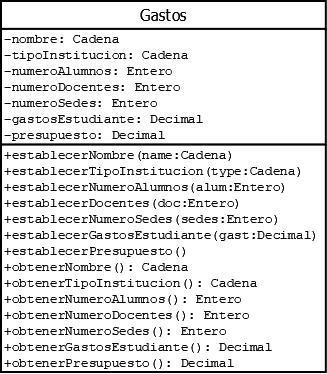 Gastos
-nombre: Cadena
-tipoInstitucion: Cadena
-numeroAlumnos: Entero
-numeroDocentes: Entero
-numeroSedes: Entero
-gastosEstudiante: Decimal
-presupuesto: Decimal
+establecerNombre(name:Cadena)
+establecerTipoInstitucion(type:Cadena)
+establecerNumeroAlumnos(alum:Entero)
+establecerDocentes(doc:Entero)
+establecerNumeroSedes(sedes:Entero)
+establecerGastosEstudiante(gast:Decimal)
+establecerPresupuesto()
+obtenerNombre(): Cadena
+obtenerTipoInstitucion(): Cadena
+obtenerNumeroAlumnos(): Entero
+obtenerNumeroDocentes(): Entero
+obtenerNumeroSedes(): Entero
+obtenerGastosEstudiante(): Decimal
+obtenerPresupuesto(): Decimal